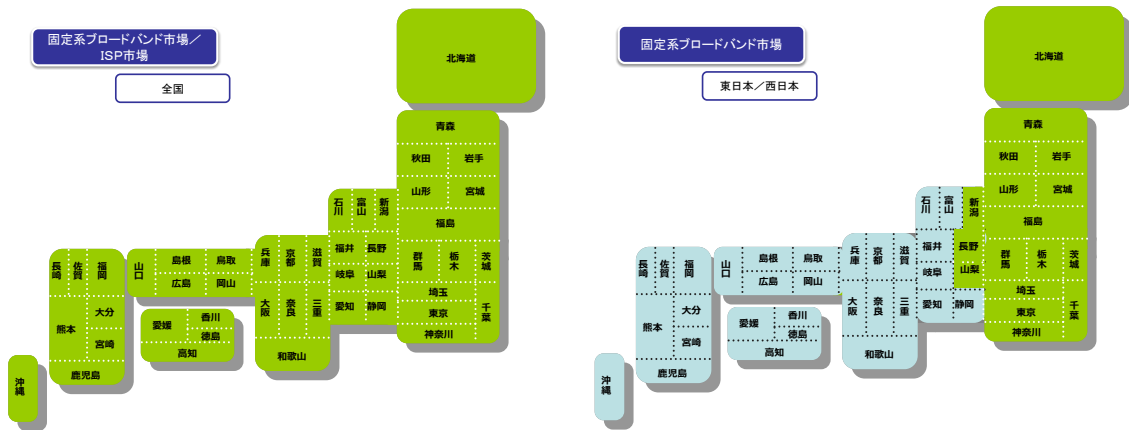 固定系ブロードバンド市場／
ISP市場
全国
北海道
青森
秋田 岩手
山形 宮城
石川 富山 新潟
福島
福井 長野
群馬 栃木 茨城
岐阜 山梨
埼玉
愛知 静岡
東京 千葉
神奈川
兵庫 京都 滋賀
大阪 奈良 三重
和歌山
山口 島根 鳥取
広島 岡山
愛媛 香川
徳島
高知
長崎 佐賀 福岡
熊本 大分
宮崎
鹿児島
沖縄
固定系ブロードバンド市場
東日本／西日本
北海道
青森
秋田 岩手
山形 宮城
石川 富山 新潟
福島
福井 長野
群馬 栃木 茨城
岐阜 山梨
埼玉
愛知 静岡
東京 千葉
神奈川
兵庫 京都 滋賀
大阪 奈良 三重
和歌山
山口 島根 鳥取
広島 岡山
愛媛 香川
徳島
高知
長崎 佐賀 福岡
熊本 大分
宮崎
鹿児島
沖縄